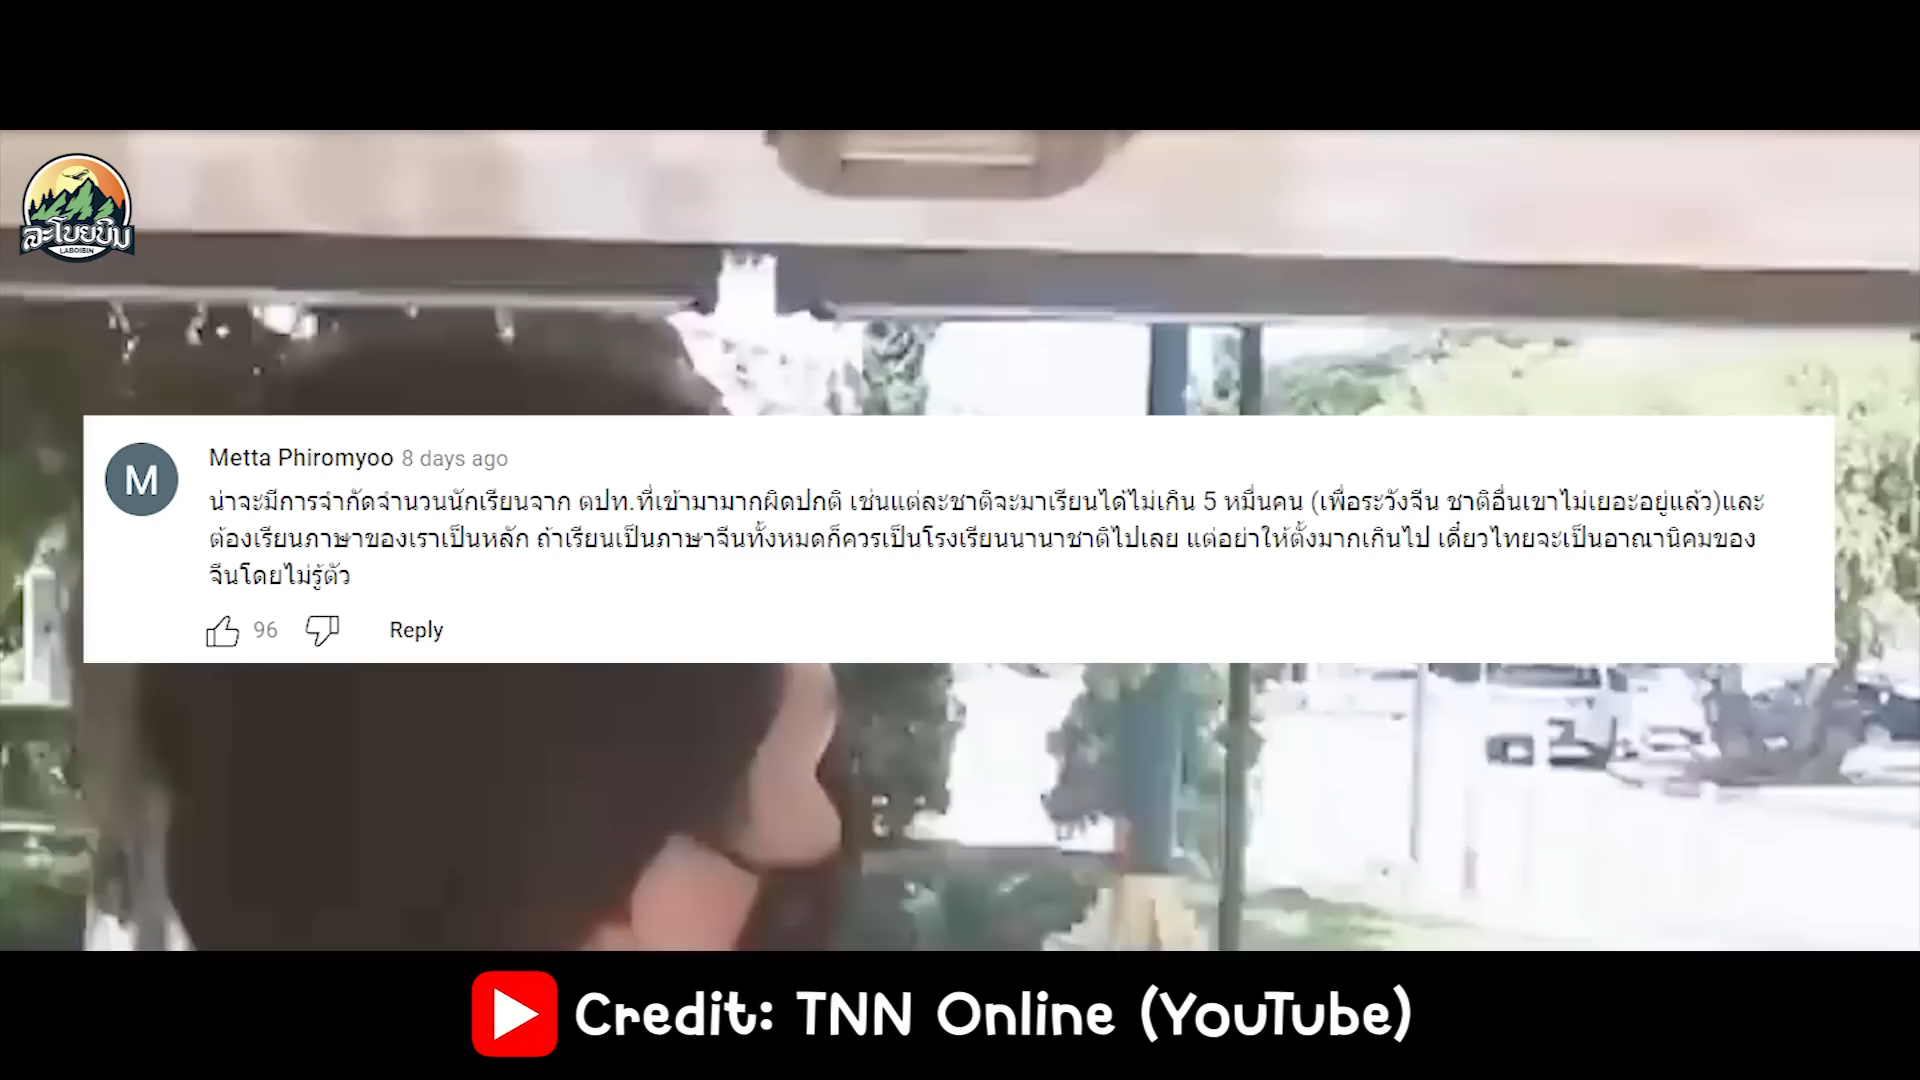 ละโบยบิน
LABOIBIN
M
Metta Phiromyoo 8 days ago
น่าจะมีการจำกัดจำนวนนักเรียนจาก ตปท.ที่เข้ามามากผิดปกติ เช่นแต่ละชาติจะมาเรียนได้ไม่เกิน 5 หมื่นคน (เพื่อระวังจีน ชาติอื่นเขาไม่เยอะอยู่แล้ว)และ
ต้องเรียนภาษาของเราเป็นหลัก ถ้าเรียนเป็นภาษาจีนทั้งหมดก็ควรเป็นโรงเรียนนานาชาติไปเลย แต่อย่าให้ตั้งมากเกินไป เดี๋ยวไทยจะเป็นอาณานิคมของ
จีนโดยไม่รู้ตัว
96 Reply
Credit: TNN Online (YouTube)